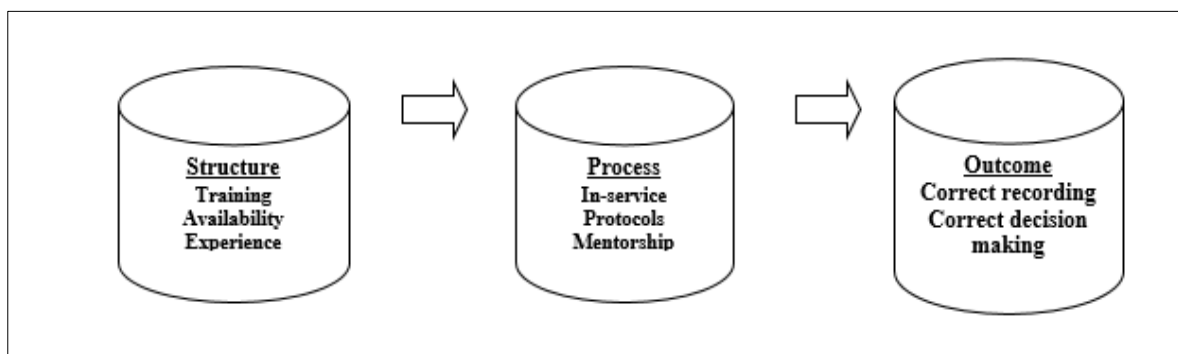 Structure
Training
Availability
Experience
Process
In-service
Protocols
Mentorship
Outcome
Correct recording
Correct decision
making